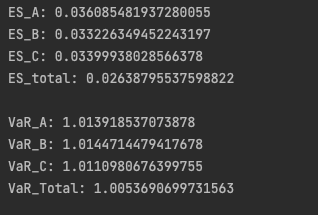 ES_A: 0.036085481937280055
ES_B: 0.033226349452243197
ES_C: 0.03399938028566378
ES_total: 0.02638795537598822
VaR_A: 1.013918537073878
VaR_B: 1.0144714479417678
VaR_C: 1.0110980676399755
VaR_Total: 1.0053690699731563